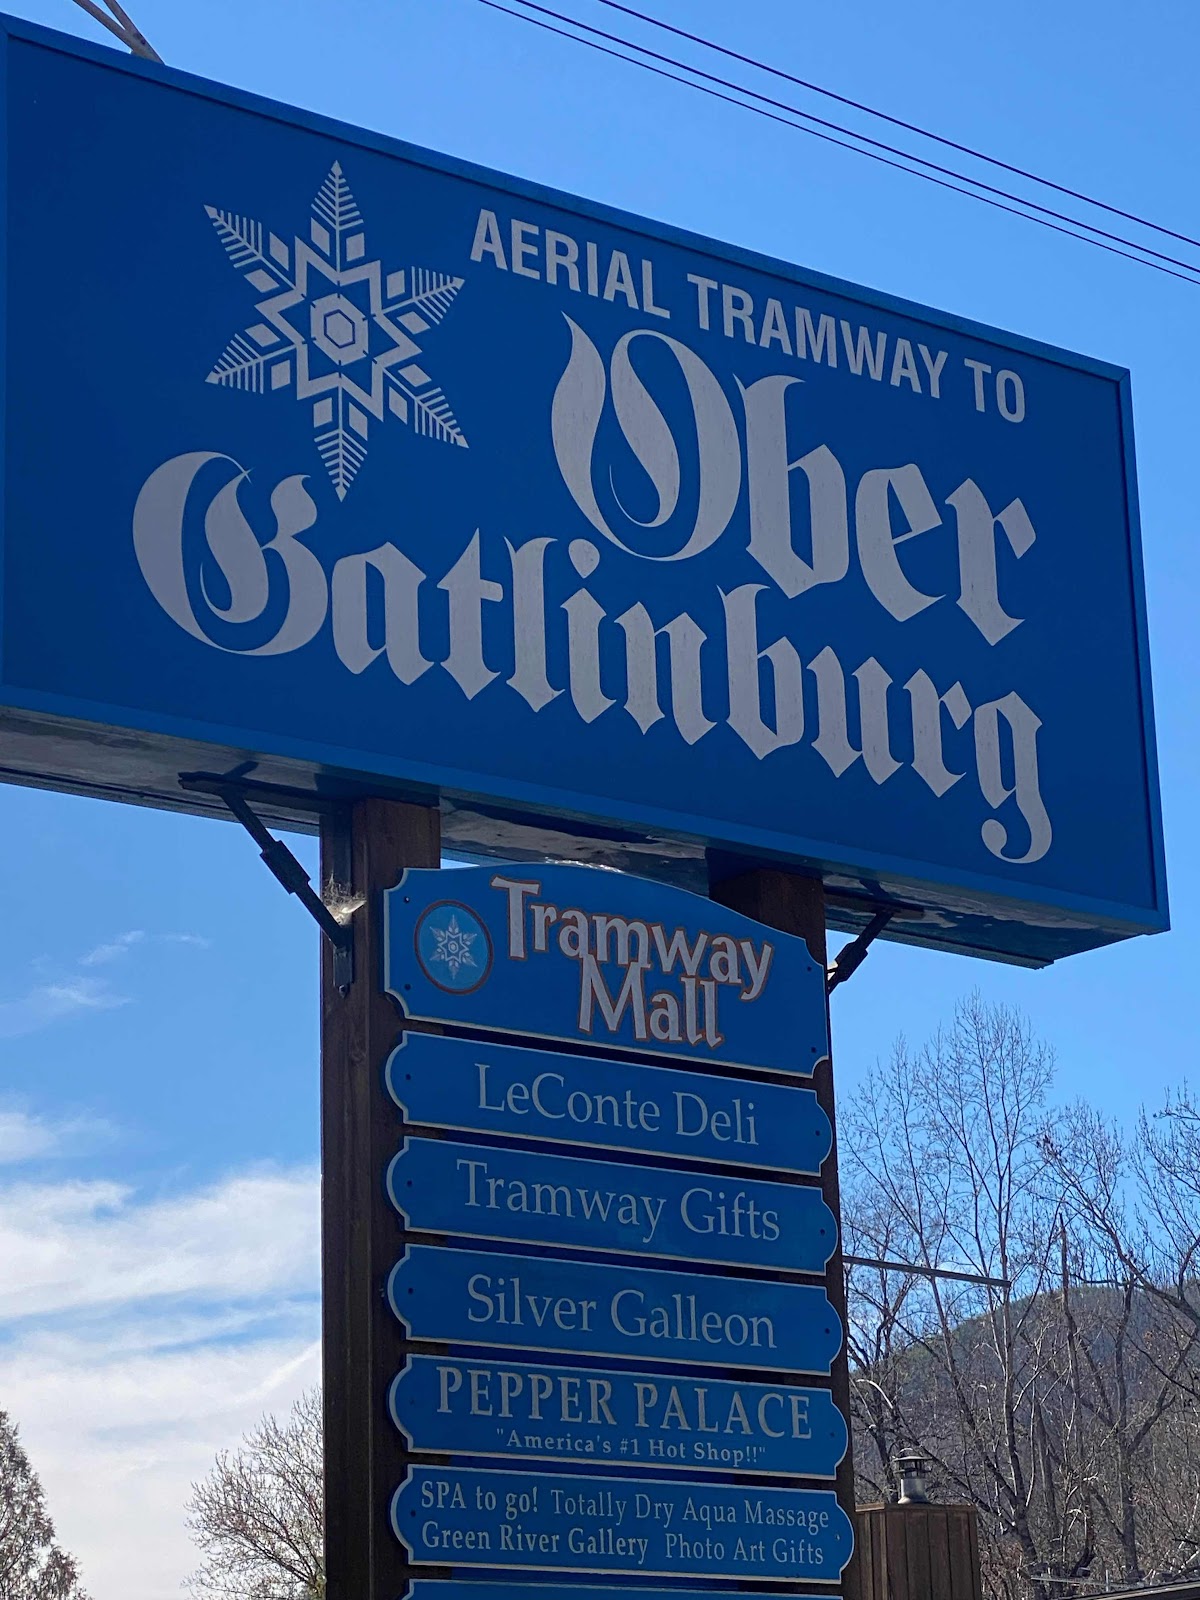 AERIAL TRAMWAY TO
Ober
Gatlinburg
Tramway
Mall
LeConte Deli
Tramway Gifts
Silver Galleon
PEPPER PALACE
"America's #1 Hot Shop!!"
SPA to go! Totally Dry Aqua Massage
Green River Gallery Photo Art Gifts